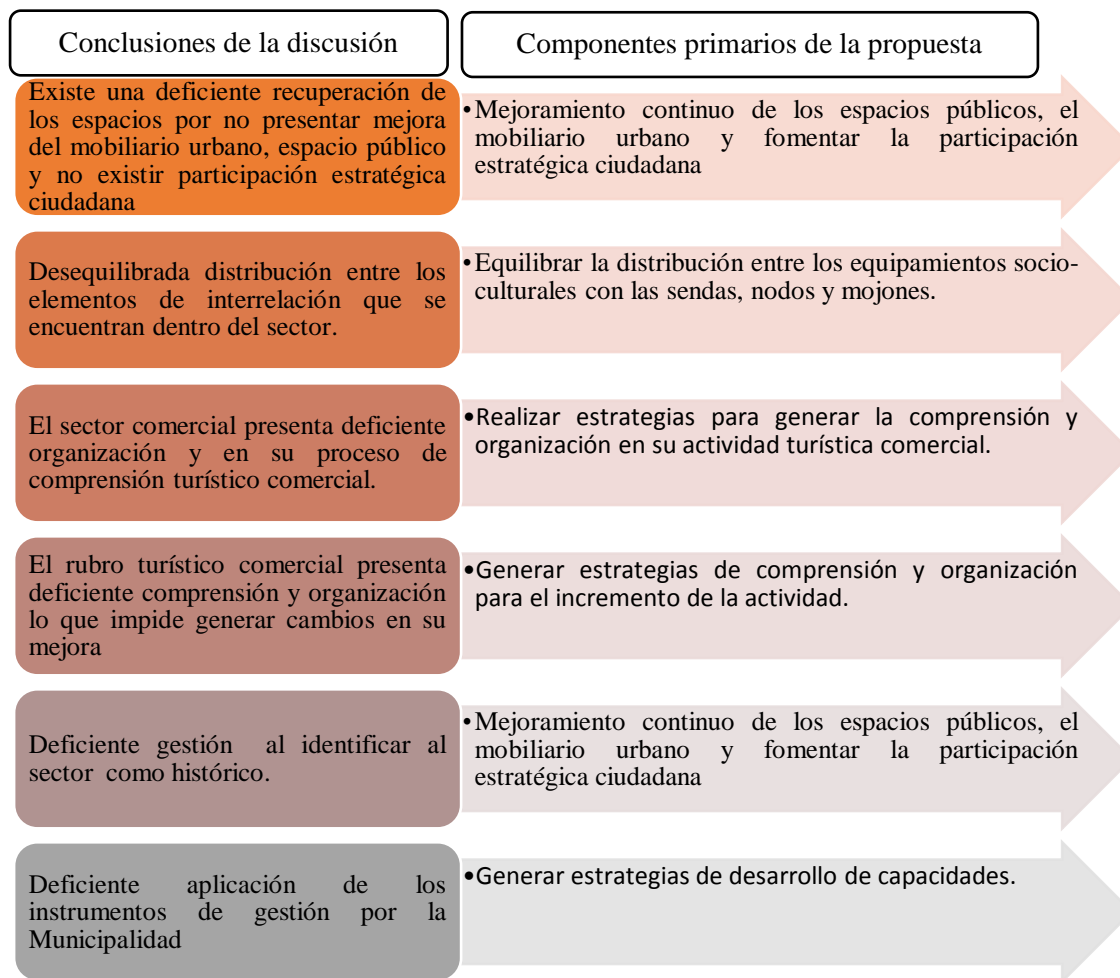 Conclusiones de la discusión
Componentes primarios de la propuesta
Existe una deficiente recuperación de
los espacios por no presentar mejora
del mobiliario urbano, espacio público
y no existir participación estratégica
ciudadana
•Mejoramiento continuo de los espacios públicos, el
mobiliario urbano y fomentar la participación
estratégica ciudadana
Desequilibrada distribución entre los
elementos de interrelación que se
encuentran dentro del sector.
•Equilibrar la distribución entre los equipamientos socio-
culturales con las sendas, nodos y mojones.
El sector comercial presenta deficiente
organización y en su proceso de
comprensión turístico comercial.
•Realizar estrategias para generar la comprensión y
organización en su actividad turística comercial.
El rubro turístico comercial presenta
deficiente comprensión y organización
lo que impide generar cambios en su
mejora
•Generar estrategias de comprensión y organización
para el incremento de la actividad.
Deficiente gestión al identificar al
sector como histórico.
•Mejoramiento continuo de los espacios públicos, el
mobiliario urbano y fomentar la participación
estratégica ciudadana
Deficiente aplicación de los
instrumentos de gestión por la
Municipalidad
•Generar estrategias de desarrollo de capacidades.